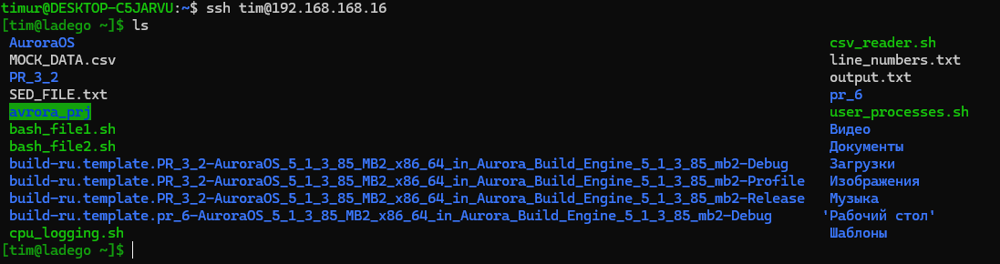 timur@DESKTOP-C5JARVU:~$ ssh tim@192.168.168.16
[tim@ladego ~]$ ls
AuroraOS csv_reader.sh
MOCK_DATA.csv line_numbers.txt
PR_3_2 output.txt
SED_FILE.txt pr_6
avrora_prj user_processes.sh
bash_file1.sh Видео
bash_file2.sh Документы
build-ru.template.PR_3_2-AuroraOS_5_1_3_85_MB2_x86_64_in_Aurora_Build_Engine_5_1_3_85_mb2-Debug Загрузки
build-ru.template.PR_3_2-AuroraOS_5_1_3_85_MB2_x86_64_in_Aurora_Build_Engine_5_1_3_85_mb2-Profile Изображения
build-ru.template.PR_3_2-AuroraOS_5_1_3_85_MB2_x86_64_in_Aurora_Build_Engine_5_1_3_85_mb2-Release Музыка
build-ru.template.pr_6-AuroraOS_5_1_3_85_MB2_x86_64_in_Aurora_Build_Engine_5_1_3_85_mb2-Debug 'Рабочий стол'
cpu_logging.sh Шаблоны
[tim@ladego ~]$